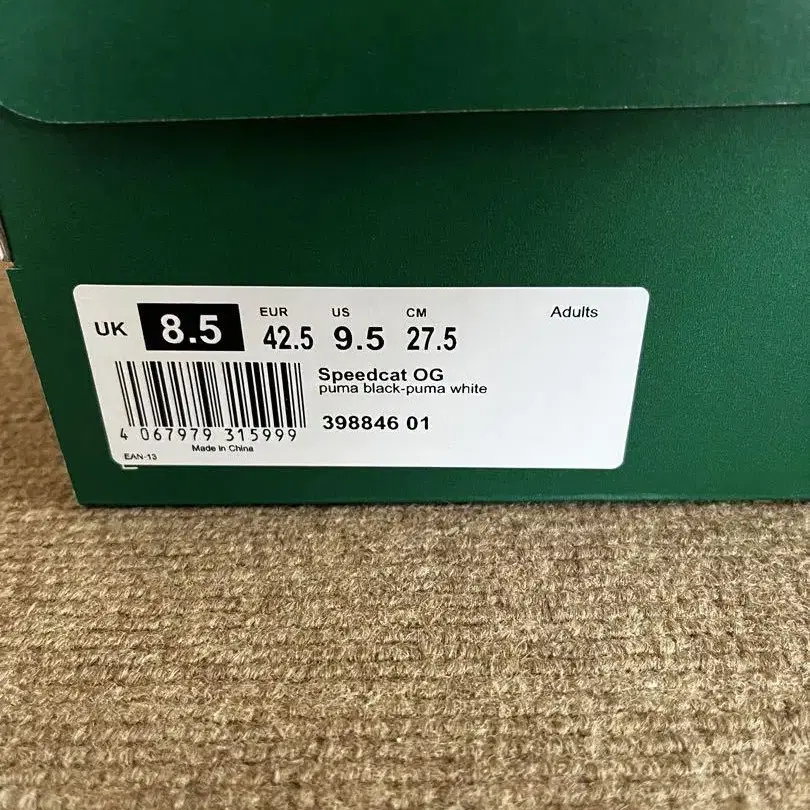 UK 8.5
EUR 42.5
US 9.5
CM 27.5
Adults
Speedcat OG
puma black-puma white
398846 01
4 067979 315999
Made in China
EAN-13